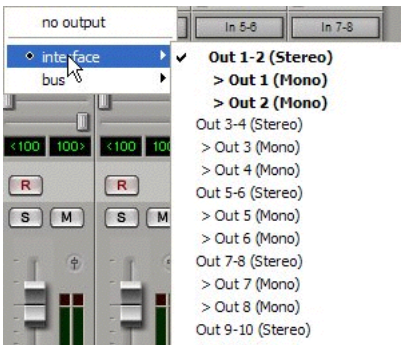 no output
In 5-6
In 7-8
interface
bus
✓ Out 1-2 (Stereo)
> Out 1 (Mono)
> Out 2 (Mono)
Out 3-4 (Stereo)
> Out 3 (Mono)
> Out 4 (Mono)
Out 5-6 (Stereo)
> Out 5 (Mono)
> Out 6 (Mono)
Out 7-8 (Stereo)
> Out 7 (Mono)
> Out 8 (Mono)
Out 9-10 (Stereo)
<100 100> <100 100
R R
S M S M